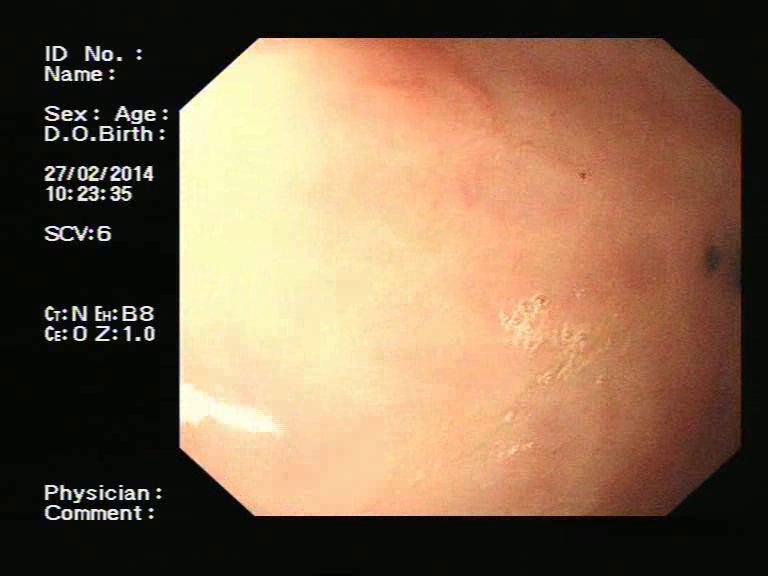 ID No. :
Name :
Sex : Age :
D.O.Birth :
27/02/2014
10:23:35
SCV:6
CT:N EH:B8
CE:0 Z:1.0
Physician :
Comment :